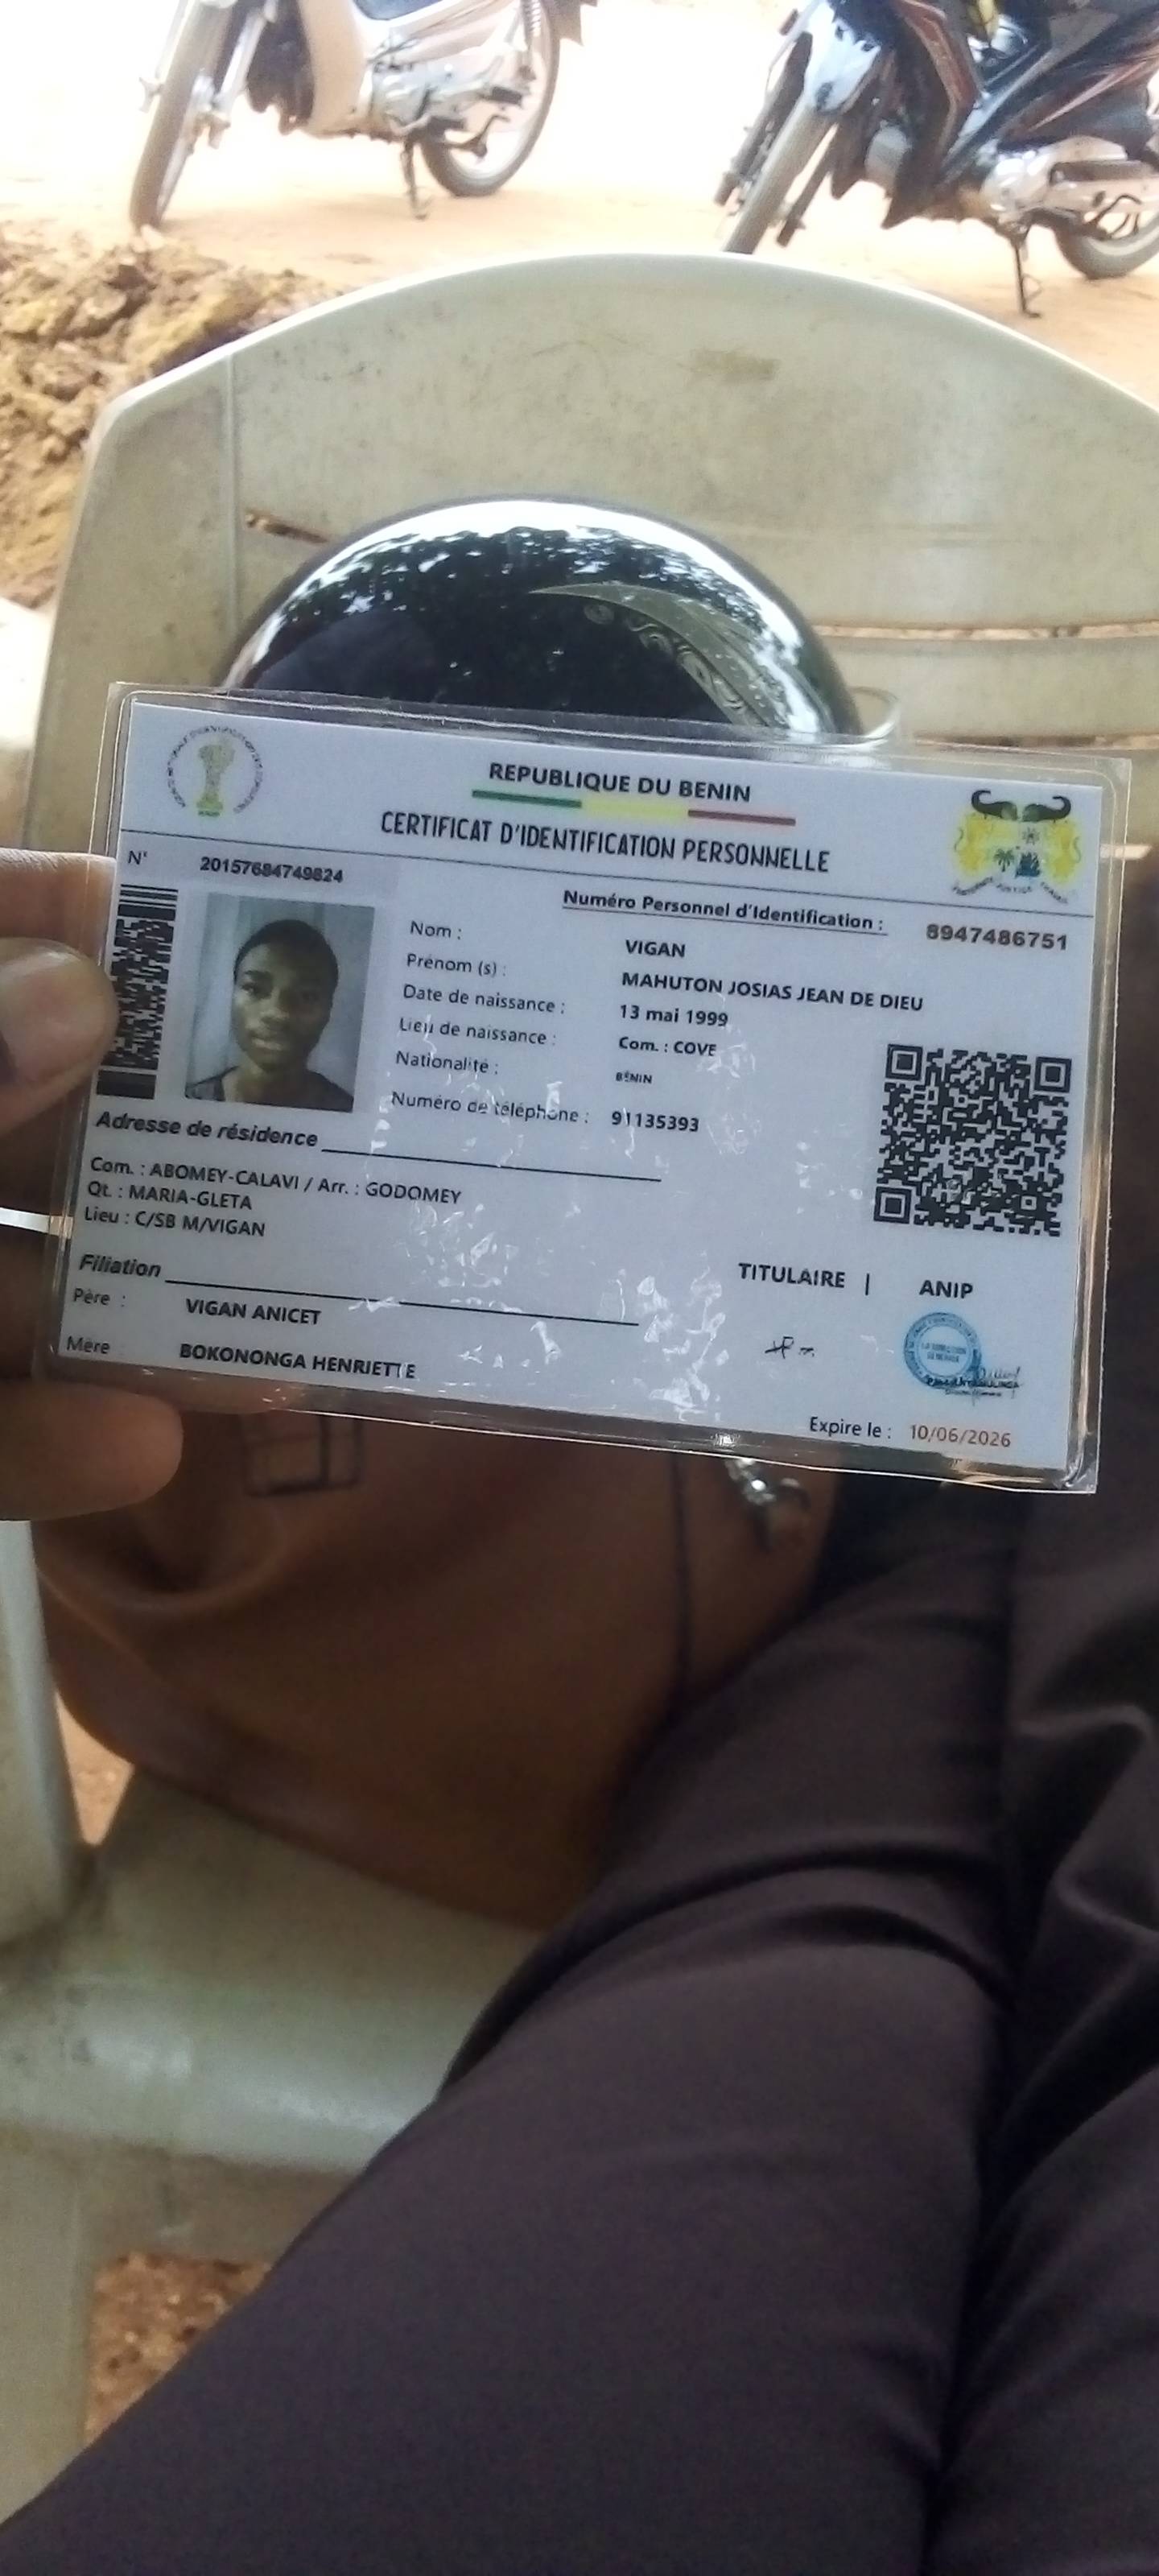 REPUBLIQUE DU BENIN
CERTIFICAT D'IDENTIFICATION PERSONNELLE
N° 20157684749824
Numéro Personnel d'Identification : 8947486751
Nom : VIGAN
Prénom (s) : MAHUTON JOSIAS JEAN DE DIEU
Date de naissance : 13 mai 1999
Lieu de naissance : Com. : COVE
Nationalité : BENIN
Numéro de téléphone : 91135393
Adresse de résidence
Com. : ABOMEY-CALAVI / Arr. : GODOMEY
Qt. : MARIA-GLETA
Lieu : C/SB M/VIGAN
Filiation
Père : VIGAN ANICET
Mère BOKONONGA HENRIETTE
TITULAIRE | ANIP
Expire le : 10/06/2026